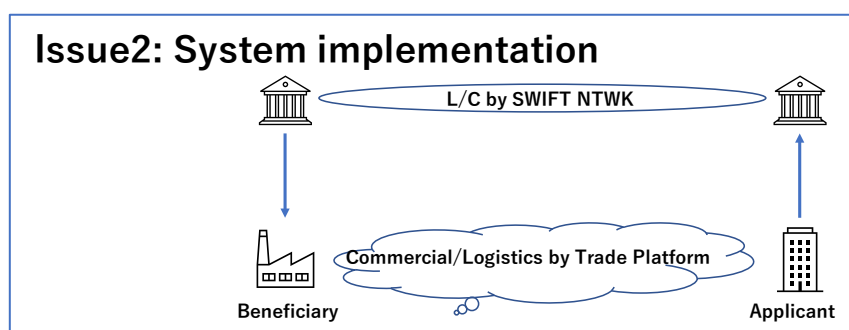 Issue2: System implementation
L/C by SWIFT NTWK
Commercial/Logistics by Trade Platform
Beneficiary
Applicant